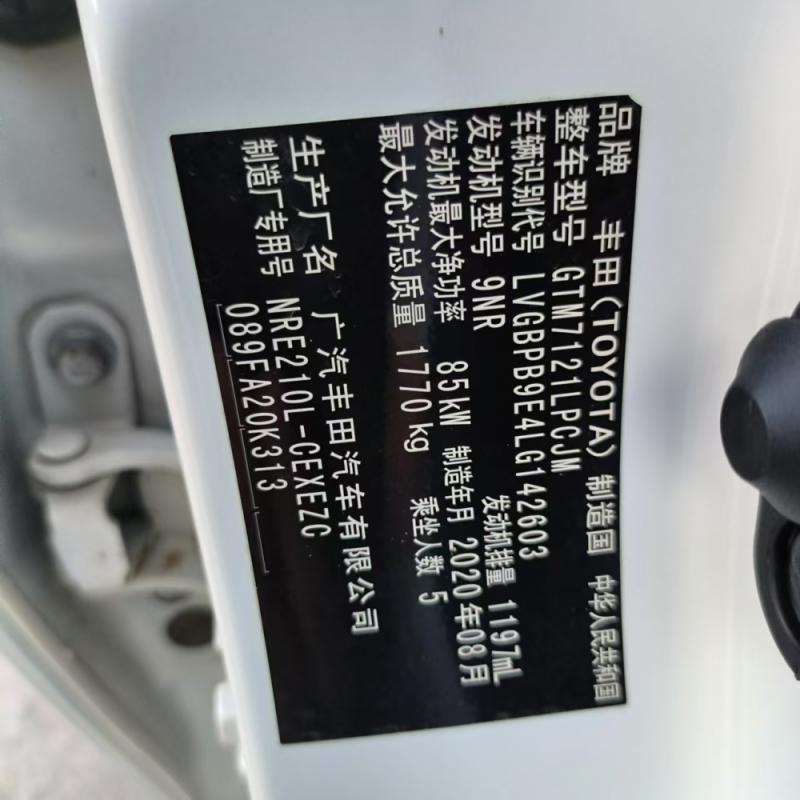 品牌 丰田(TOYOTA) 制造国 中华人民共和国
整车型号 GTM7121LPCJM
车辆识别代号 LVGBPB9E4LG142603
发动机型号 9NR 发动机排量 1197mL
发动机最大净功率 85kW 制造年月 2020年08月
最大允许总质量 1770kg 乘坐人数 5
生产厂名 广汽丰田汽车有限公司
制造厂专用号 NRE210L-CEXEZC
089FA20K313